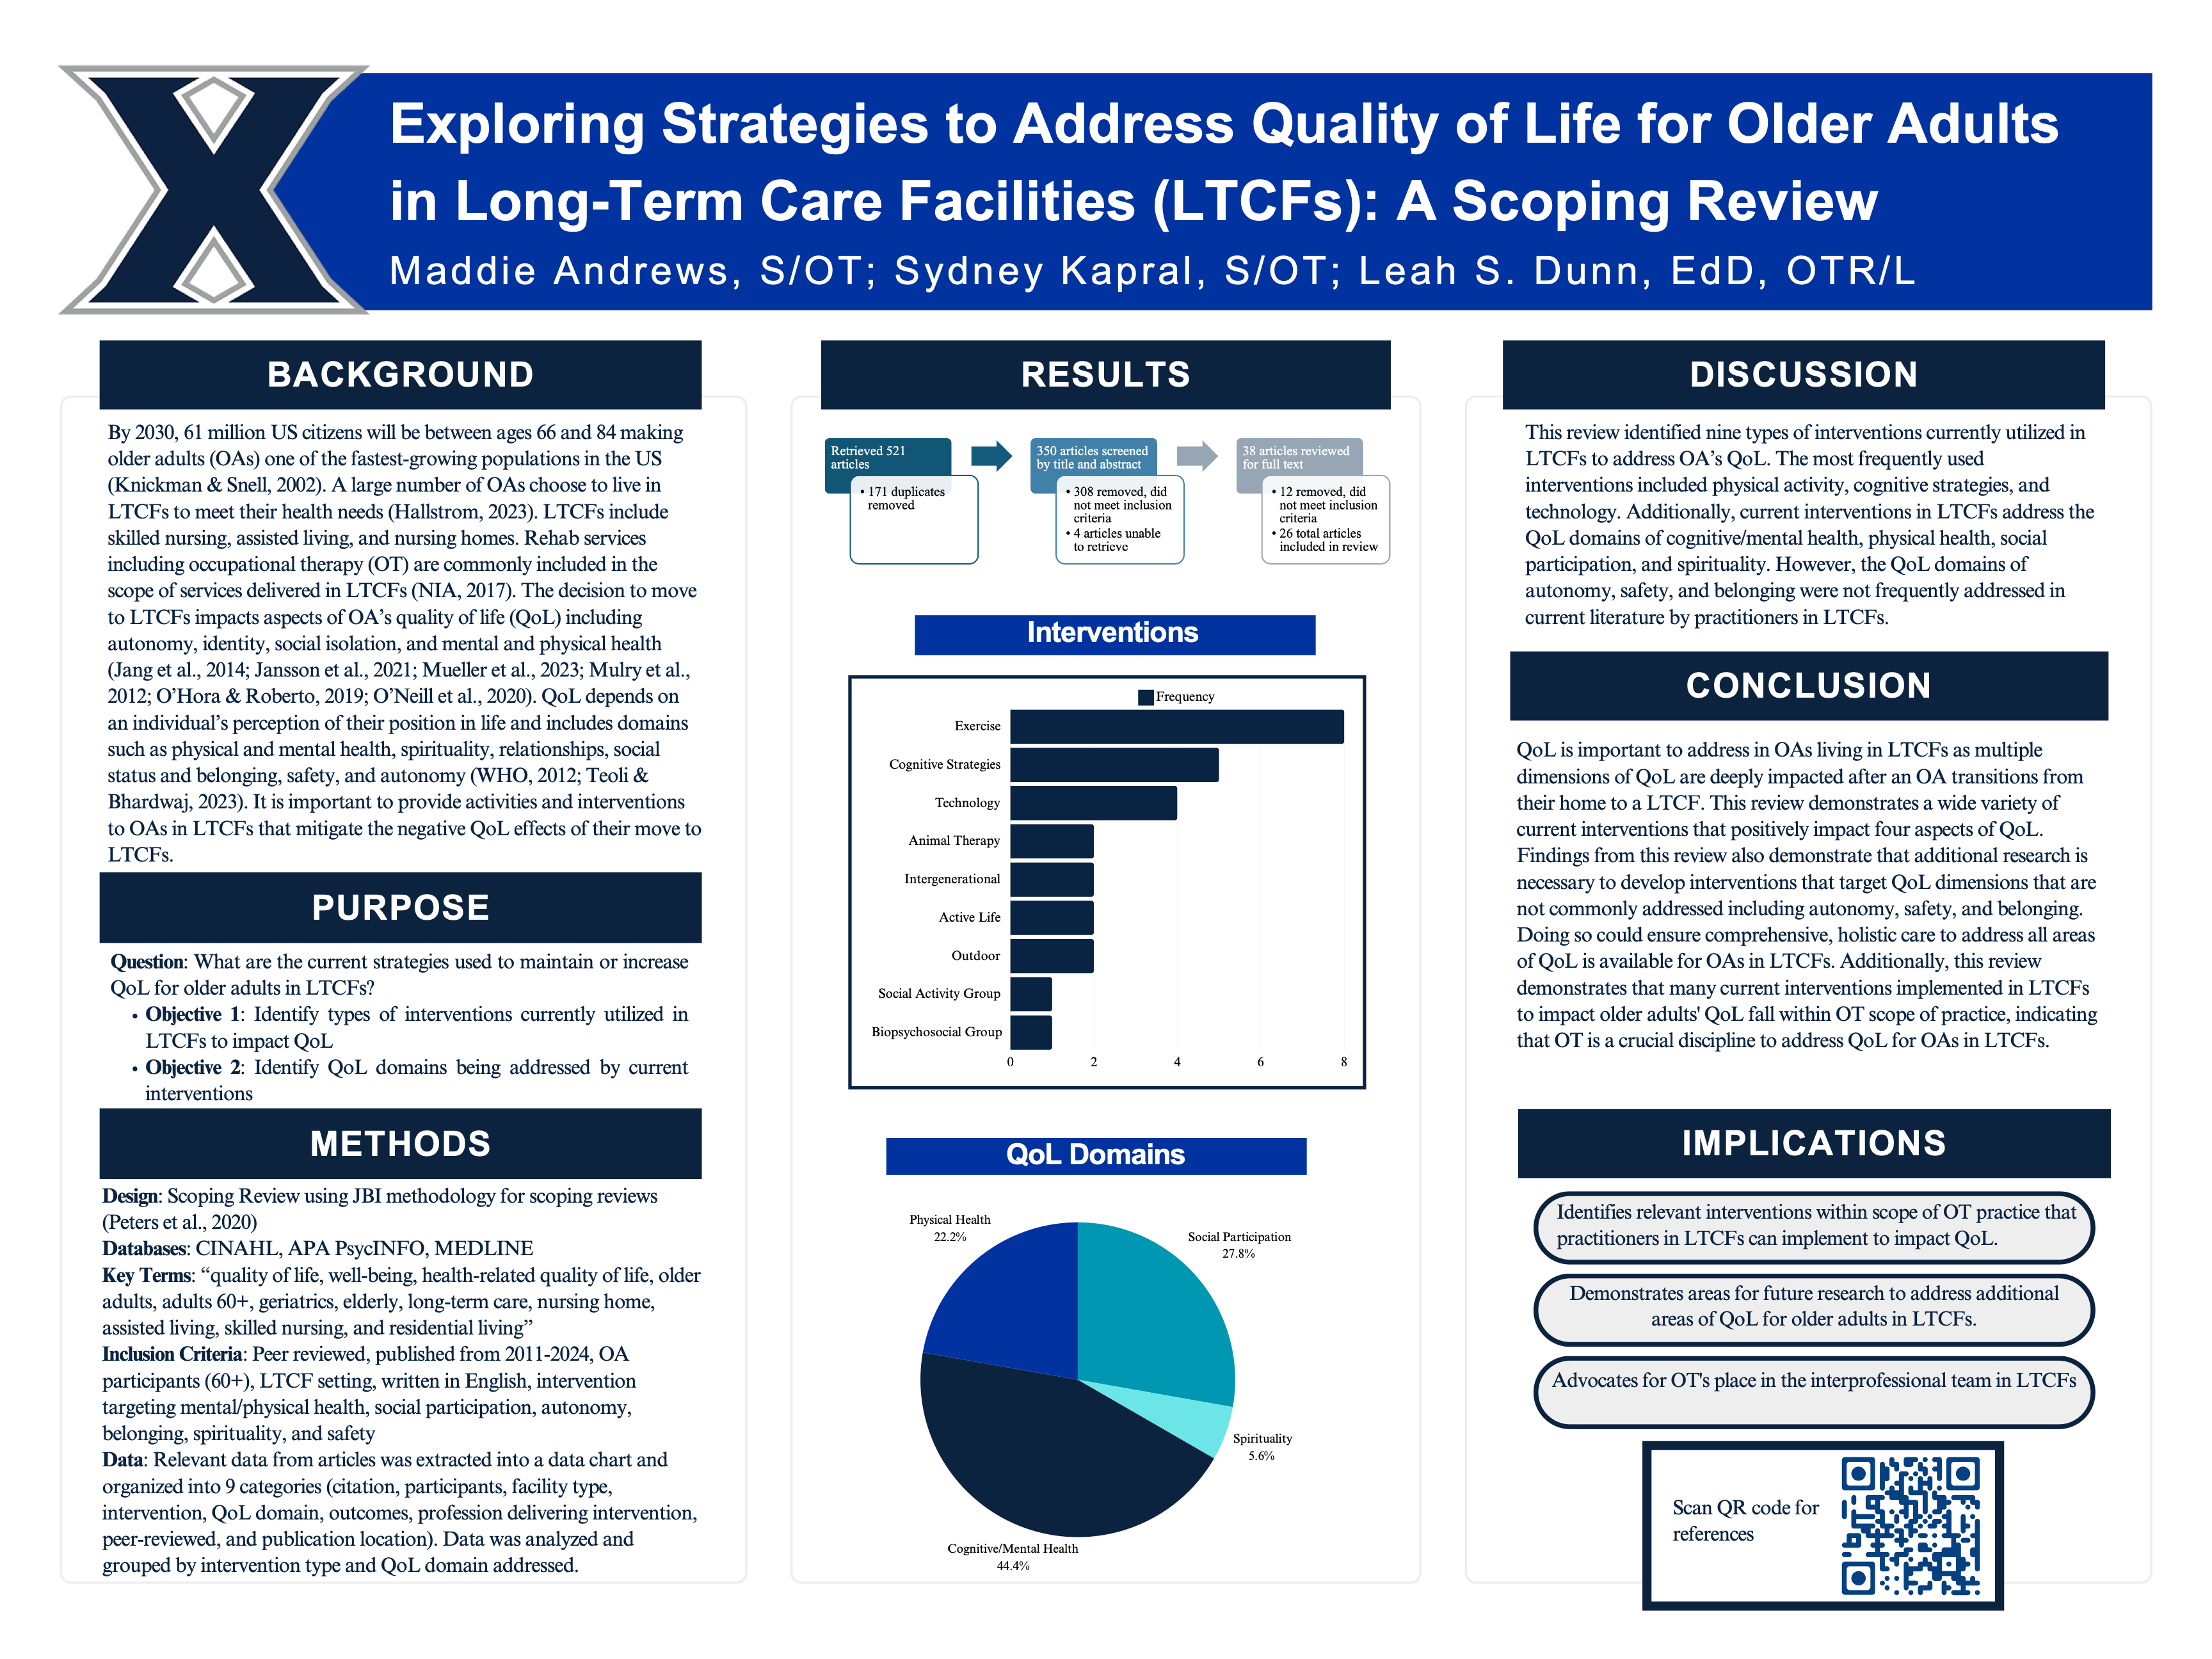 Exploring Strategies to Address Quality of Life for Older Adults
in Long-Term Care Facilities (LTCFs): A Scoping Review
Maddie Andrews, S/OT; Sydney Kapral, S/OT; Leah S. Dunn, EdD, OTR/L
BACKGROUND
By 2030, 61 million US citizens will be between ages 66 and 84 making
older adults (OAs) one of the fastest-growing populations in the US
(Knickman & Snell, 2002). A large number of OAs choose to live in
LTCFs to meet their health needs (Hallstrom, 2023). LTCFs include
skilled nursing, assisted living, and nursing homes. Rehab services
including occupational therapy (OT) are commonly included in the
scope of services delivered in LTCFs (NIA, 2017). The decision to move
to LTCFs impacts aspects of OA’s quality of life (QoL) including
autonomy, identity, social isolation, and mental and physical health
(Jang et al., 2014; Jansson et al., 2021; Mueller et al., 2023; Mulry et al.,
2012; O’Hora & Roberto, 2019; O’Neill et al., 2020). QoL depends on
an individual’s perception of their position in life and includes domains
such as physical and mental health, spirituality, relationships, social
status and belonging, safety, and autonomy (WHO, 2012; Teoli &
Bhardwaj, 2023). It is important to provide activities and interventions
to OAs in LTCFs that mitigate the negative QoL effects of their move to
LTCFs.
PURPOSE
Question: What are the current strategies used to maintain or increase
QoL for older adults in LTCFs?
• Objective 1: Identify types of interventions currently utilized in
LTCFs to impact QoL
• Objective 2: Identify QoL domains being addressed by current
interventions
METHODS
Design: Scoping Review using JBI methodology for scoping reviews
(Peters et al., 2020)
Databases: CINAHL, APA PsycINFO, MEDLINE
Key Terms: “quality of life, well-being, health-related quality of life, older
adults, adults 60+, geriatrics, elderly, long-term care, nursing home,
assisted living, skilled nursing, and residential living”
Inclusion Criteria: Peer reviewed, published from 2011-2024, OA
participants (60+), LTCF setting, written in English, intervention
targeting mental/physical health, social participation, autonomy,
belonging, spirituality, and safety
Data: Relevant data from articles was extracted into a data chart and
organized into 9 categories (citation, participants, facility type,
intervention, QoL domain, outcomes, profession delivering intervention,
peer-reviewed, and publication location). Data was analyzed and
grouped by intervention type and QoL domain addressed.
RESULTS
Retrieved 521
articles
• 171 duplicates
removed
350 articles screened
by title and abstract
• 308 removed, did
not meet inclusion
criteria
• 4 articles unable
to retrieve
38 articles reviewed
for full text
• 12 removed, did
not meet inclusion
criteria
• 26 total articles
included in review
Interventions
Frequency
Exercise
Cognitive Strategies
Technology
Animal Therapy
Intergenerational
Active Life
Outdoor
Social Activity Group
Biopsychosocial Group
0 2 4 6 8
QoL Domains
Physical Health
22.2%
Social Participation
27.8%
Spirituality
5.6%
Cognitive/Mental Health
44.4%
DISCUSSION
This review identified nine types of interventions currently utilized in
LTCFs to address OA’s QoL. The most frequently used
interventions included physical activity, cognitive strategies, and
technology. Additionally, current interventions in LTCFs address the
QoL domains of cognitive/mental health, physical health, social
participation, and spirituality. However, the QoL domains of
autonomy, safety, and belonging were not frequently addressed in
current literature by practitioners in LTCFs.
CONCLUSION
QoL is important to address in OAs living in LTCFs as multiple
dimensions of QoL are deeply impacted after an OA transitions from
their home to a LTCF. This review demonstrates a wide variety of
current interventions that positively impact four aspects of QoL.
Findings from this review also demonstrate that additional research is
necessary to develop interventions that target QoL dimensions that are
not commonly addressed including autonomy, safety, and belonging.
Doing so could ensure comprehensive, holistic care to address all areas
of QoL is available for OAs in LTCFs. Additionally, this review
demonstrates that many current interventions implemented in LTCFs
to impact older adults' QoL fall within OT scope of practice, indicating
that OT is a crucial discipline to address QoL for OAs in LTCFs.
IMPLICATIONS
Identifies relevant interventions within scope of OT practice that
practitioners in LTCFs can implement to impact QoL.
Demonstrates areas for future research to address additional
areas of QoL for older adults in LTCFs.
Advocates for OT's place in the interprofessional team in LTCFs
Scan QR code for
references